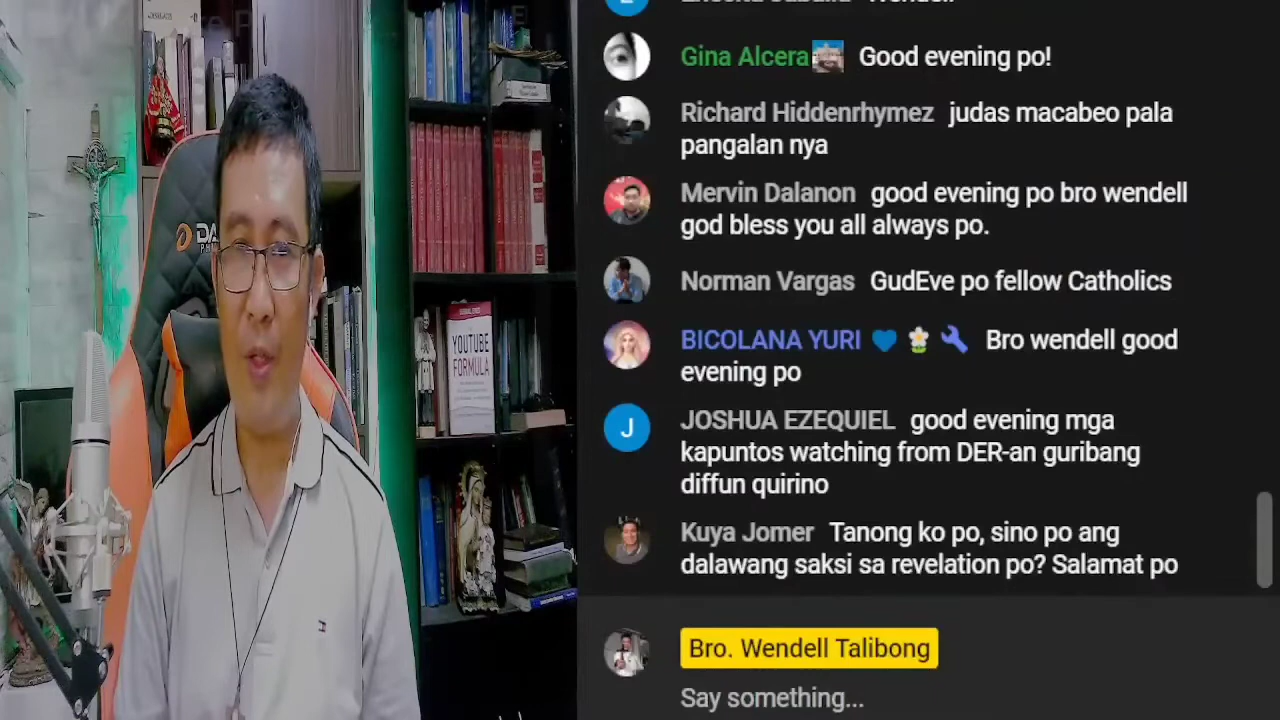 Gina Alcera Good evening po!
Richard Hiddenrhymez judas macabeo pala
pangalan nya
Mervin Dalanon good evening po bro wendell
god bless you all always po.
Norman Vargas GudEve po fellow Catholics
BICOLANA YURI Bro wendell good
evening po
J
JOSHUA EZEQUIEL good evening mga
kapuntos watching from DER-an guribang
diffun quirino
Kuya Jomer Tanong ko po, sino po ang
dalawang saksi sa revelation po? Salamat po
Bro. Wendell Talibong
Say something...
YOUTUBE
FORMULA